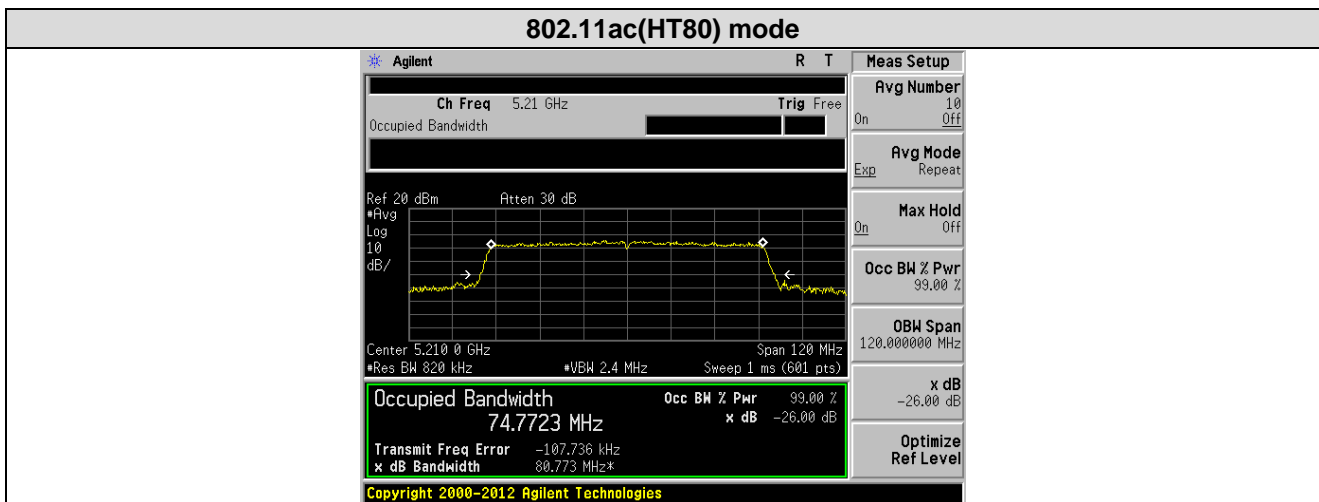 802.11ac(HT80) mode
Agilent R T
Ch Freq 5.21 GHz Trig Free
Occupied Bandwidth
Ref 20 dBm Atten 30 dB
#Avg
Log
10
dB/
Center 5.210 0 GHz Span 120 MHz
#Res BW 820 kHz #VBW 2.4 MHz Sweep 1 ms (601 pts)
Occupied Bandwidth Occ BW % Pwr 99.00 %
74.7723 MHz x dB -26.00 dB
Transmit Freq Error -107.736 kHz
x dB Bandwidth 80.773 MHz*
Copyright 2000-2012 Agilent Technologies
Meas Setup
Avg Number
10
On Off
Avg Mode
Exp Repeat
Max Hold
On Off
Occ BW % Pwr
99.00 %
OBW Span
120.000000 MHz
x dB
-26.00 dB
Optimize
Ref Level